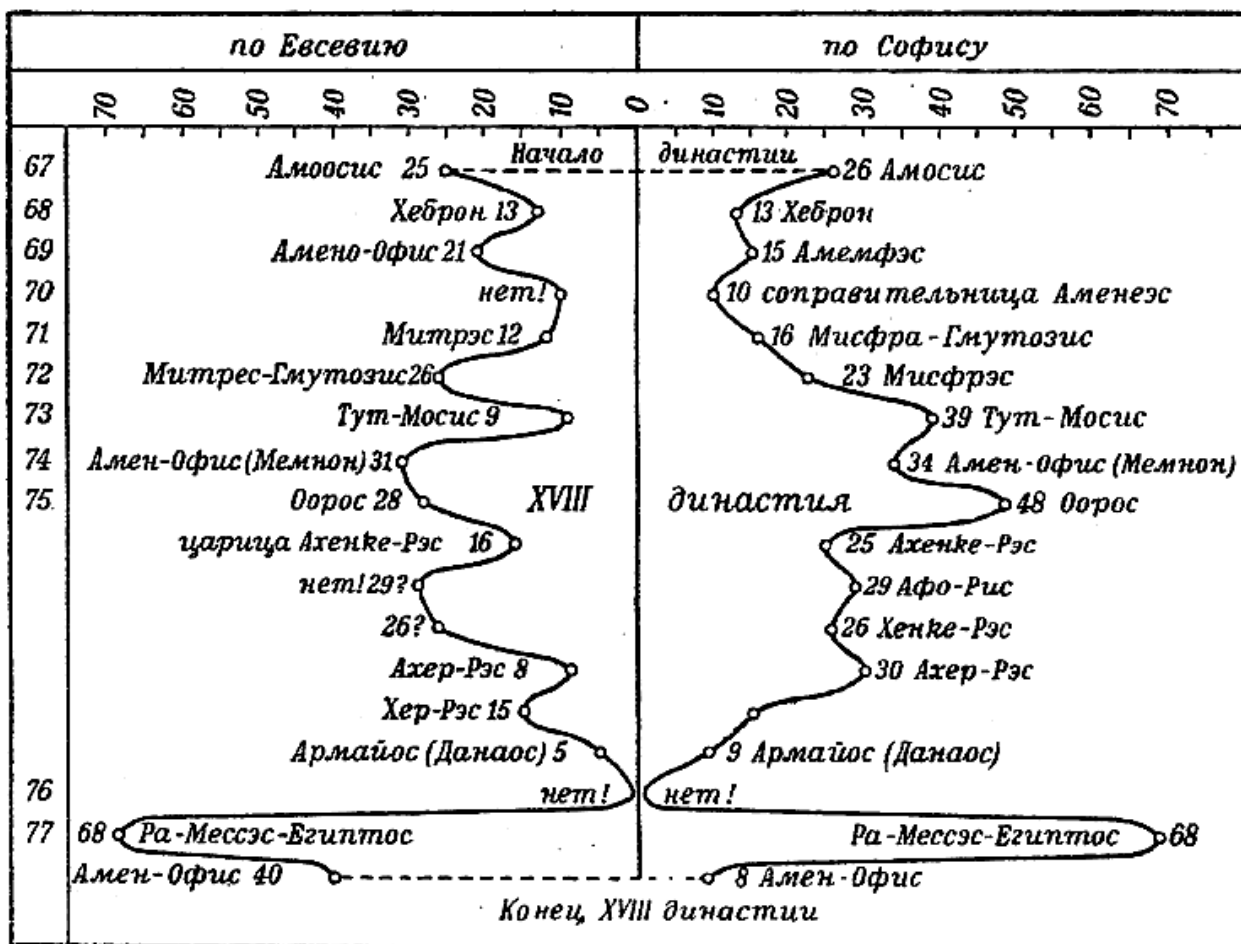 по Евсевию по Софису
70 60 50 40 30 20 10 0 10 20 30 40 50 60 70
Начало династии
67 Амоосис 25 26 Амосис
68 Хеброн 13 13 Хеброн
69 Амено-Офис 21 15 Амемфэс
70 нет! 10 соправительница Аменеэс
71 Митрэс 12 16 Мисфра-Гмутозис
72 Митрес-Гмутозис 26 23 Мисфрэс
73 Тут-Мосис 9 39 Тут-Мосис
74 Амен-Офис (Мемнон) 31 34 Амен-Офис (Мемнон)
75 Оорос 28 XVIII династия 48 Оорос
царица Ахенке-Рэс 16 25 Ахенке-Рэс
нет! 29? 29 Афо-Рис
26? 26 Хенке-Рэс
Ахер-Рэс 8 30 Ахер-Рэс
Хер-Рэс 15
Армайос (Данаос) 5 9 Армайос (Данаос)
76 нет! нет!
77 68 Ра-Мессэс-Египтос Ра-Мессэс-Египтос 68
Амен-Офис 40 8 Амен-Офис
Конец XVIII династии